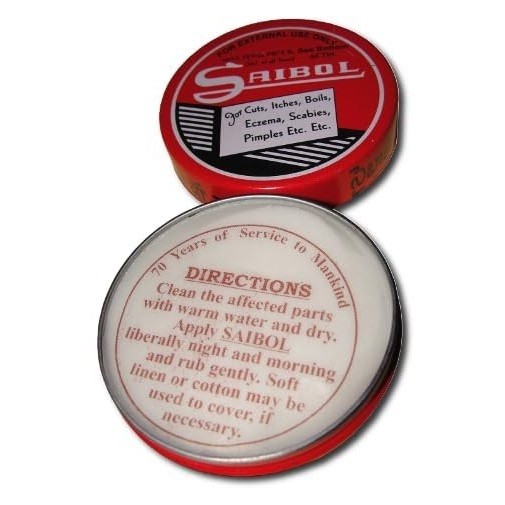 FOR EXTERNAL USE ONLY
SAIBOL
For Cuts, Itches, Boils,
Eczema, Scabies,
Pimples Etc. Etc.
70 Years of Service to Mankind
DIRECTIONS
Clean the affected parts
with warm water and dry.
Apply SAIBOL
liberally night and morning
and rub gently. Soft
linen or cotton may be
used to cover, if
necessary.